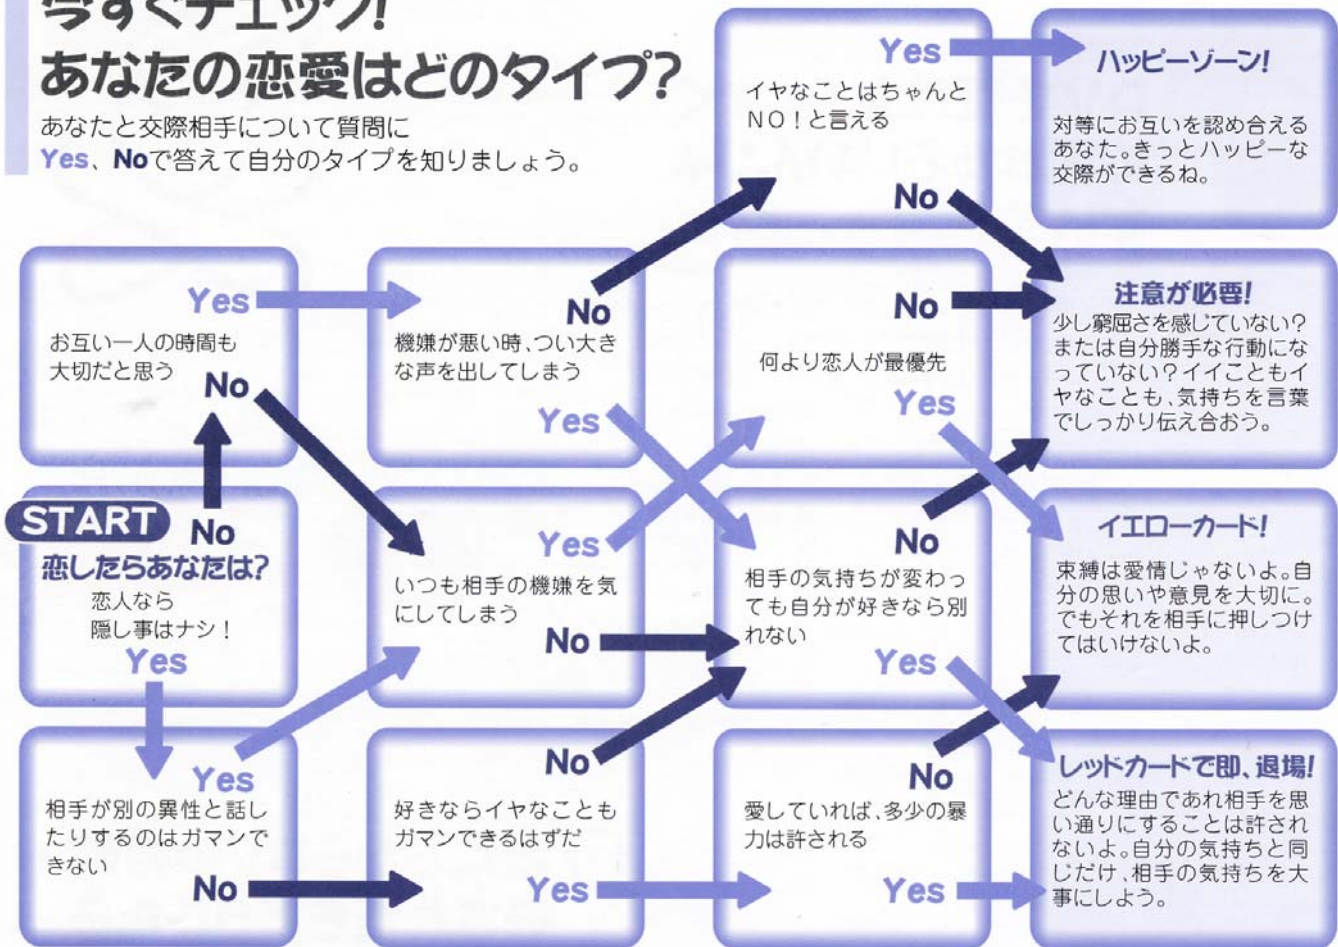 今すぐチェック!
あなたの恋愛はどのタイプ?
あなたと交際相手について質問に
Yes、Noで答えて自分のタイプを知りましょう。
Yes
イヤなことはちゃんと
NO!と言える
No
ハッピーゾーン!
対等にお互いを認め合える
あなた。きっとハッピーな
交際ができるね。
Yes
お互い一人の時間も
大切だと思う
No
No
機嫌が悪い時、つい大き
な声を出してしまう
Yes
No
何より恋人が最優先
Yes
注意が必要!
少し窮屈さを感じていない?
または自分勝手な行動にな
っていない?イイこともイ
ヤなことも、気持ちを言葉
でしっかり伝え合おう。
START
No
恋したらあなたは?
恋人なら
隠し事はナシ!
Yes
Yes
いつも相手の機嫌を気
にしてしまう
No
No
相手の気持ちが変わっ
ても自分が好きなら別
れない
Yes
イエローカード!
束縛は愛情じゃないよ。自
分の思いや意見を大切に。
でもそれを相手に押しつけ
てはいけないよ。
Yes
相手が別の異性と話し
たりするのはガマンで
きない
No
No
好きならイヤなことも
ガマンできるはずだ
Yes
No
愛していれば、多少の暴
力は許される
Yes
レッドカードで即、退場!
どんな理由であれ相手を思
い通りにすることは許され
ないよ。自分の気持ちと同
じだけ、相手の気持ちを大
事にしよう。